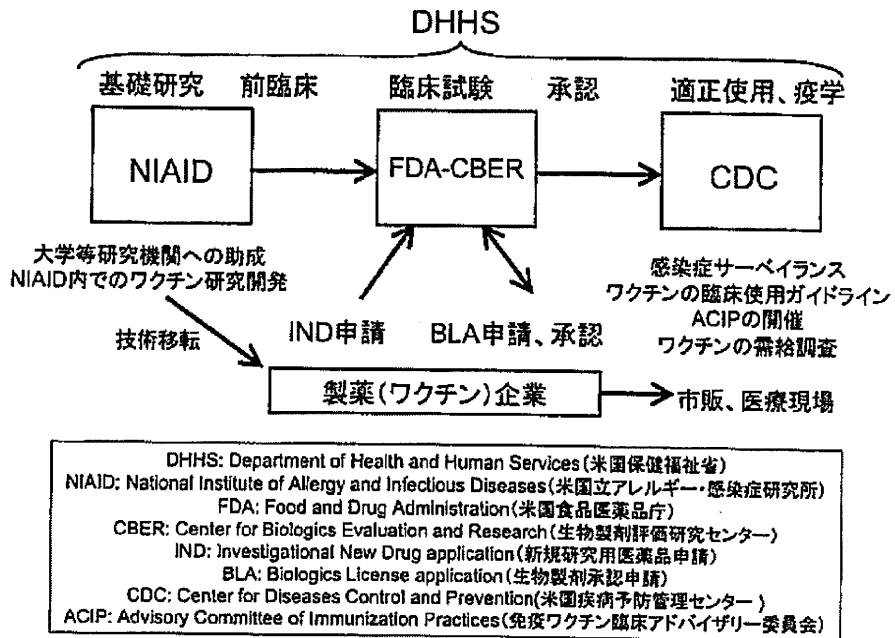 DHHS
基礎研究 前臨床 臨床試験 承認 適正使用、疫学
NIAID
FDA-CBER
CDC
大学等研究機関への助成
NIAID内でのワクチン研究開発
感染症サーベイランス
ワクチンの臨床使用ガイドライン
ACIPの開催
ワクチンの需給調査
技術移転
IND申請
BLA申請、承認
製薬(ワクチン)企業
市販、医療現場
DHHS: Department of Health and Human Services(米国保健福祉省)
NIAID: National Institute of Allergy and Infectious Diseases(米国立アレルギー・感染症研究所)
FDA: Food and Drug Administration(米国食品医薬品庁)
CBER: Center for Biologics Evaluation and Research(生物製剤評価研究センター)
IND: Investigational New Drug application(新規研究用医薬品申請)
BLA: Biologics License application(生物製剤承認申請)
CDC: Center for Diseases Control and Prevention(米国疾病予防管理センター)
ACIP: Advisory Committee of Immunization Practices(免疫ワクチン臨床アドバイザリー委員会)